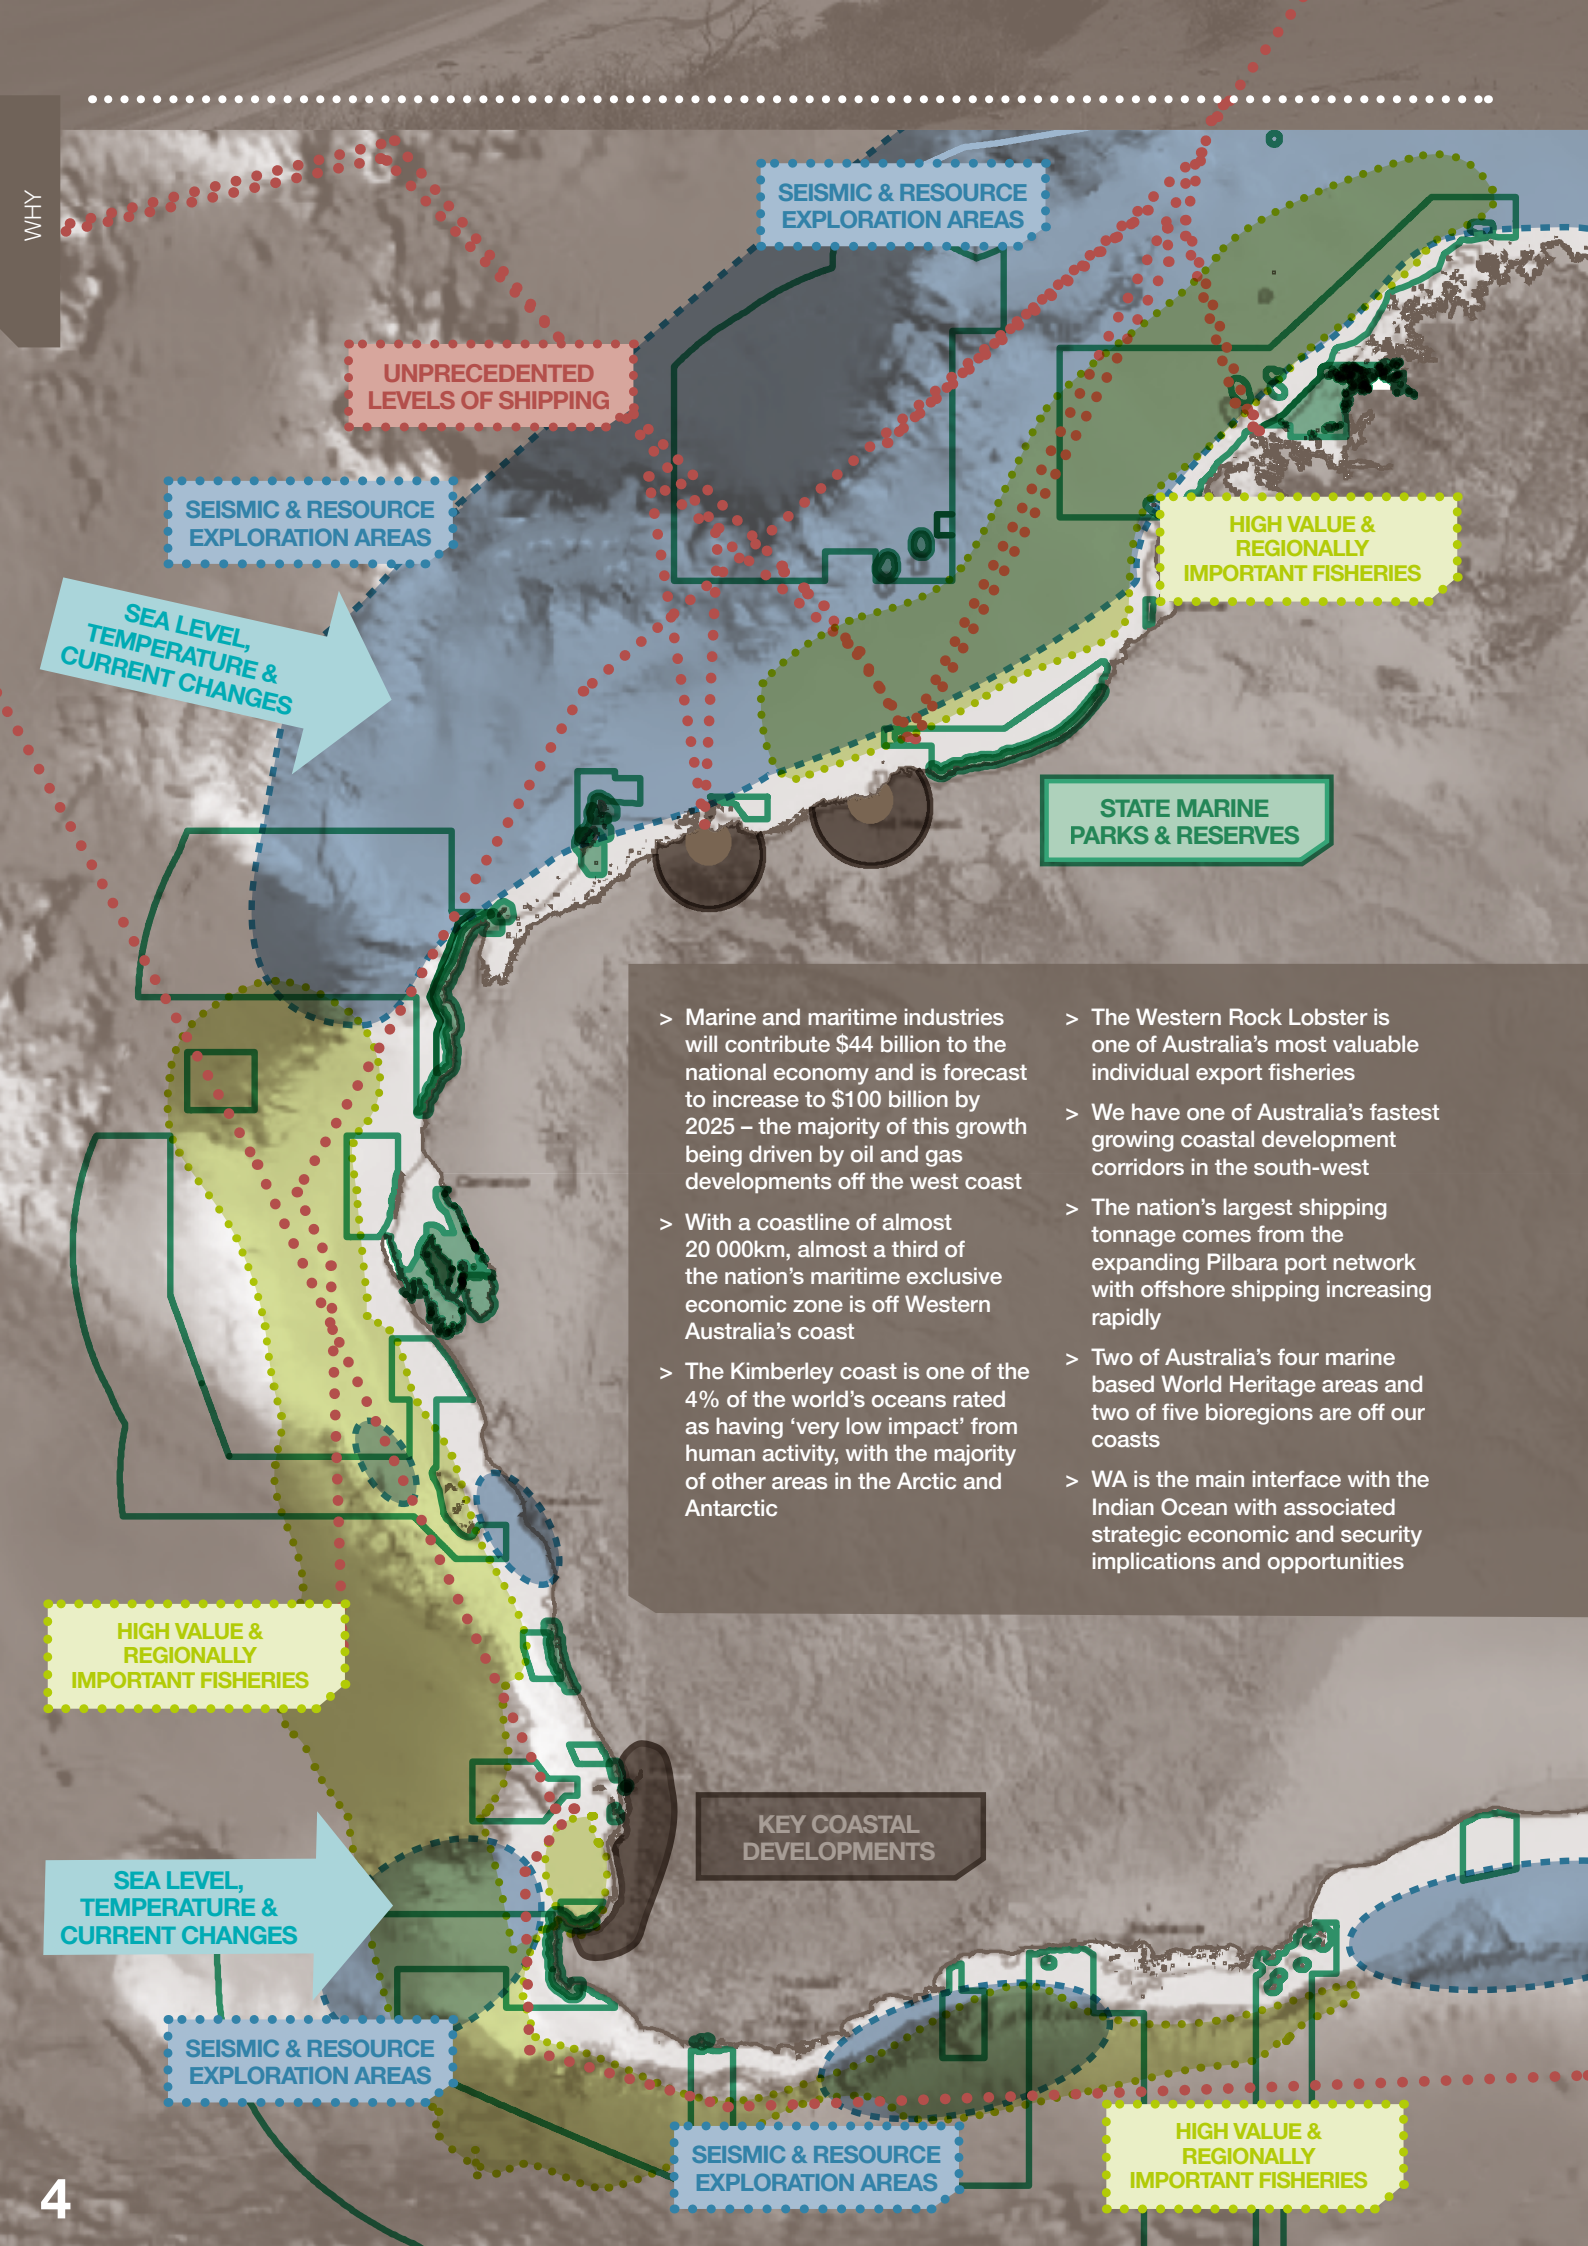 WHY
SEISMIC & RESOURCE
EXPLORATION AREAS
UNPRECEDENTED
LEVELS OF SHIPPING
SEISMIC & RESOURCE
EXPLORATION AREAS
HIGH VALUE &
REGIONALLY
IMPORTANT FISHERIES
SEA LEVEL,
TEMPERATURE &
CURRENT CHANGES
STATE MARINE
PARKS & RESERVES
> Marine and maritime industries
will contribute $44 billion to the
national economy and is forecast
to increase to $100 billion by
2025 – the majority of this growth
being driven by oil and gas
developments off the west coast
> With a coastline of almost
20 000km, almost a third of
the nation’s maritime exclusive
economic zone is off Western
Australia’s coast
> The Kimberley coast is one of the
4% of the world’s oceans rated
as having ‘very low impact’ from
human activity, with the majority
of other areas in the Arctic and
Antarctic
> The Western Rock Lobster is
one of Australia’s most valuable
individual export fisheries
> We have one of Australia’s fastest
growing coastal development
corridors in the south-west
> The nation’s largest shipping
tonnage comes from the
expanding Pilbara port network
with offshore shipping increasing
rapidly
> Two of Australia’s four marine
based World Heritage areas and
two of five bioregions are off our
coasts
> WA is the main interface with the
Indian Ocean with associated
strategic economic and security
implications and opportunities
HIGH VALUE &
REGIONALLY
IMPORTANT FISHERIES
KEY COASTAL
DEVELOPMENTS
SEA LEVEL,
TEMPERATURE &
CURRENT CHANGES
SEISMIC & RESOURCE
EXPLORATION AREAS
SEISMIC & RESOURCE
EXPLORATION AREAS
HIGH VALUE &
REGIONALLY
IMPORTANT FISHERIES
4